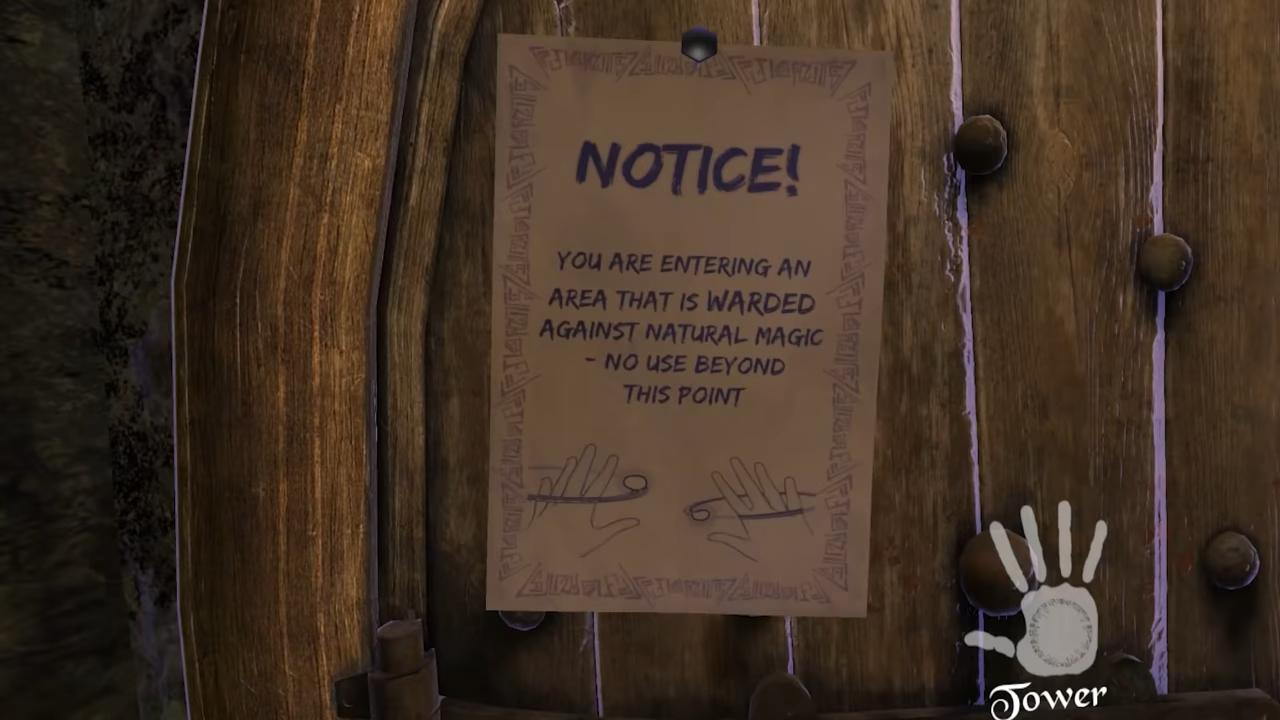 NOTICE!
YOU ARE ENTERING AN
AREA THAT IS WARDED
AGAINST NATURAL MAGIC
- NO USE BEYOND
THIS POINT
Tower